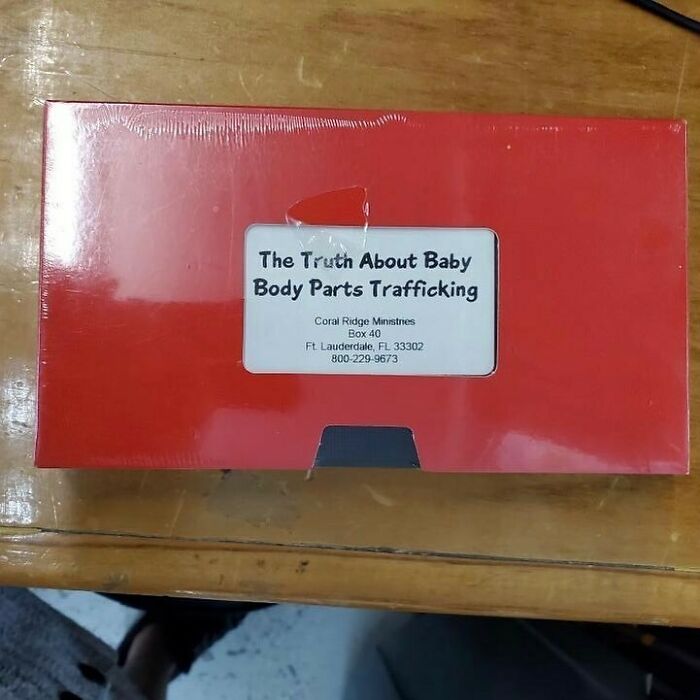 The Truth About Baby
Body Parts Trafficking
Coral Ridge Ministries
Box 40
Ft. Lauderdale, FL 33302
800-229-9673